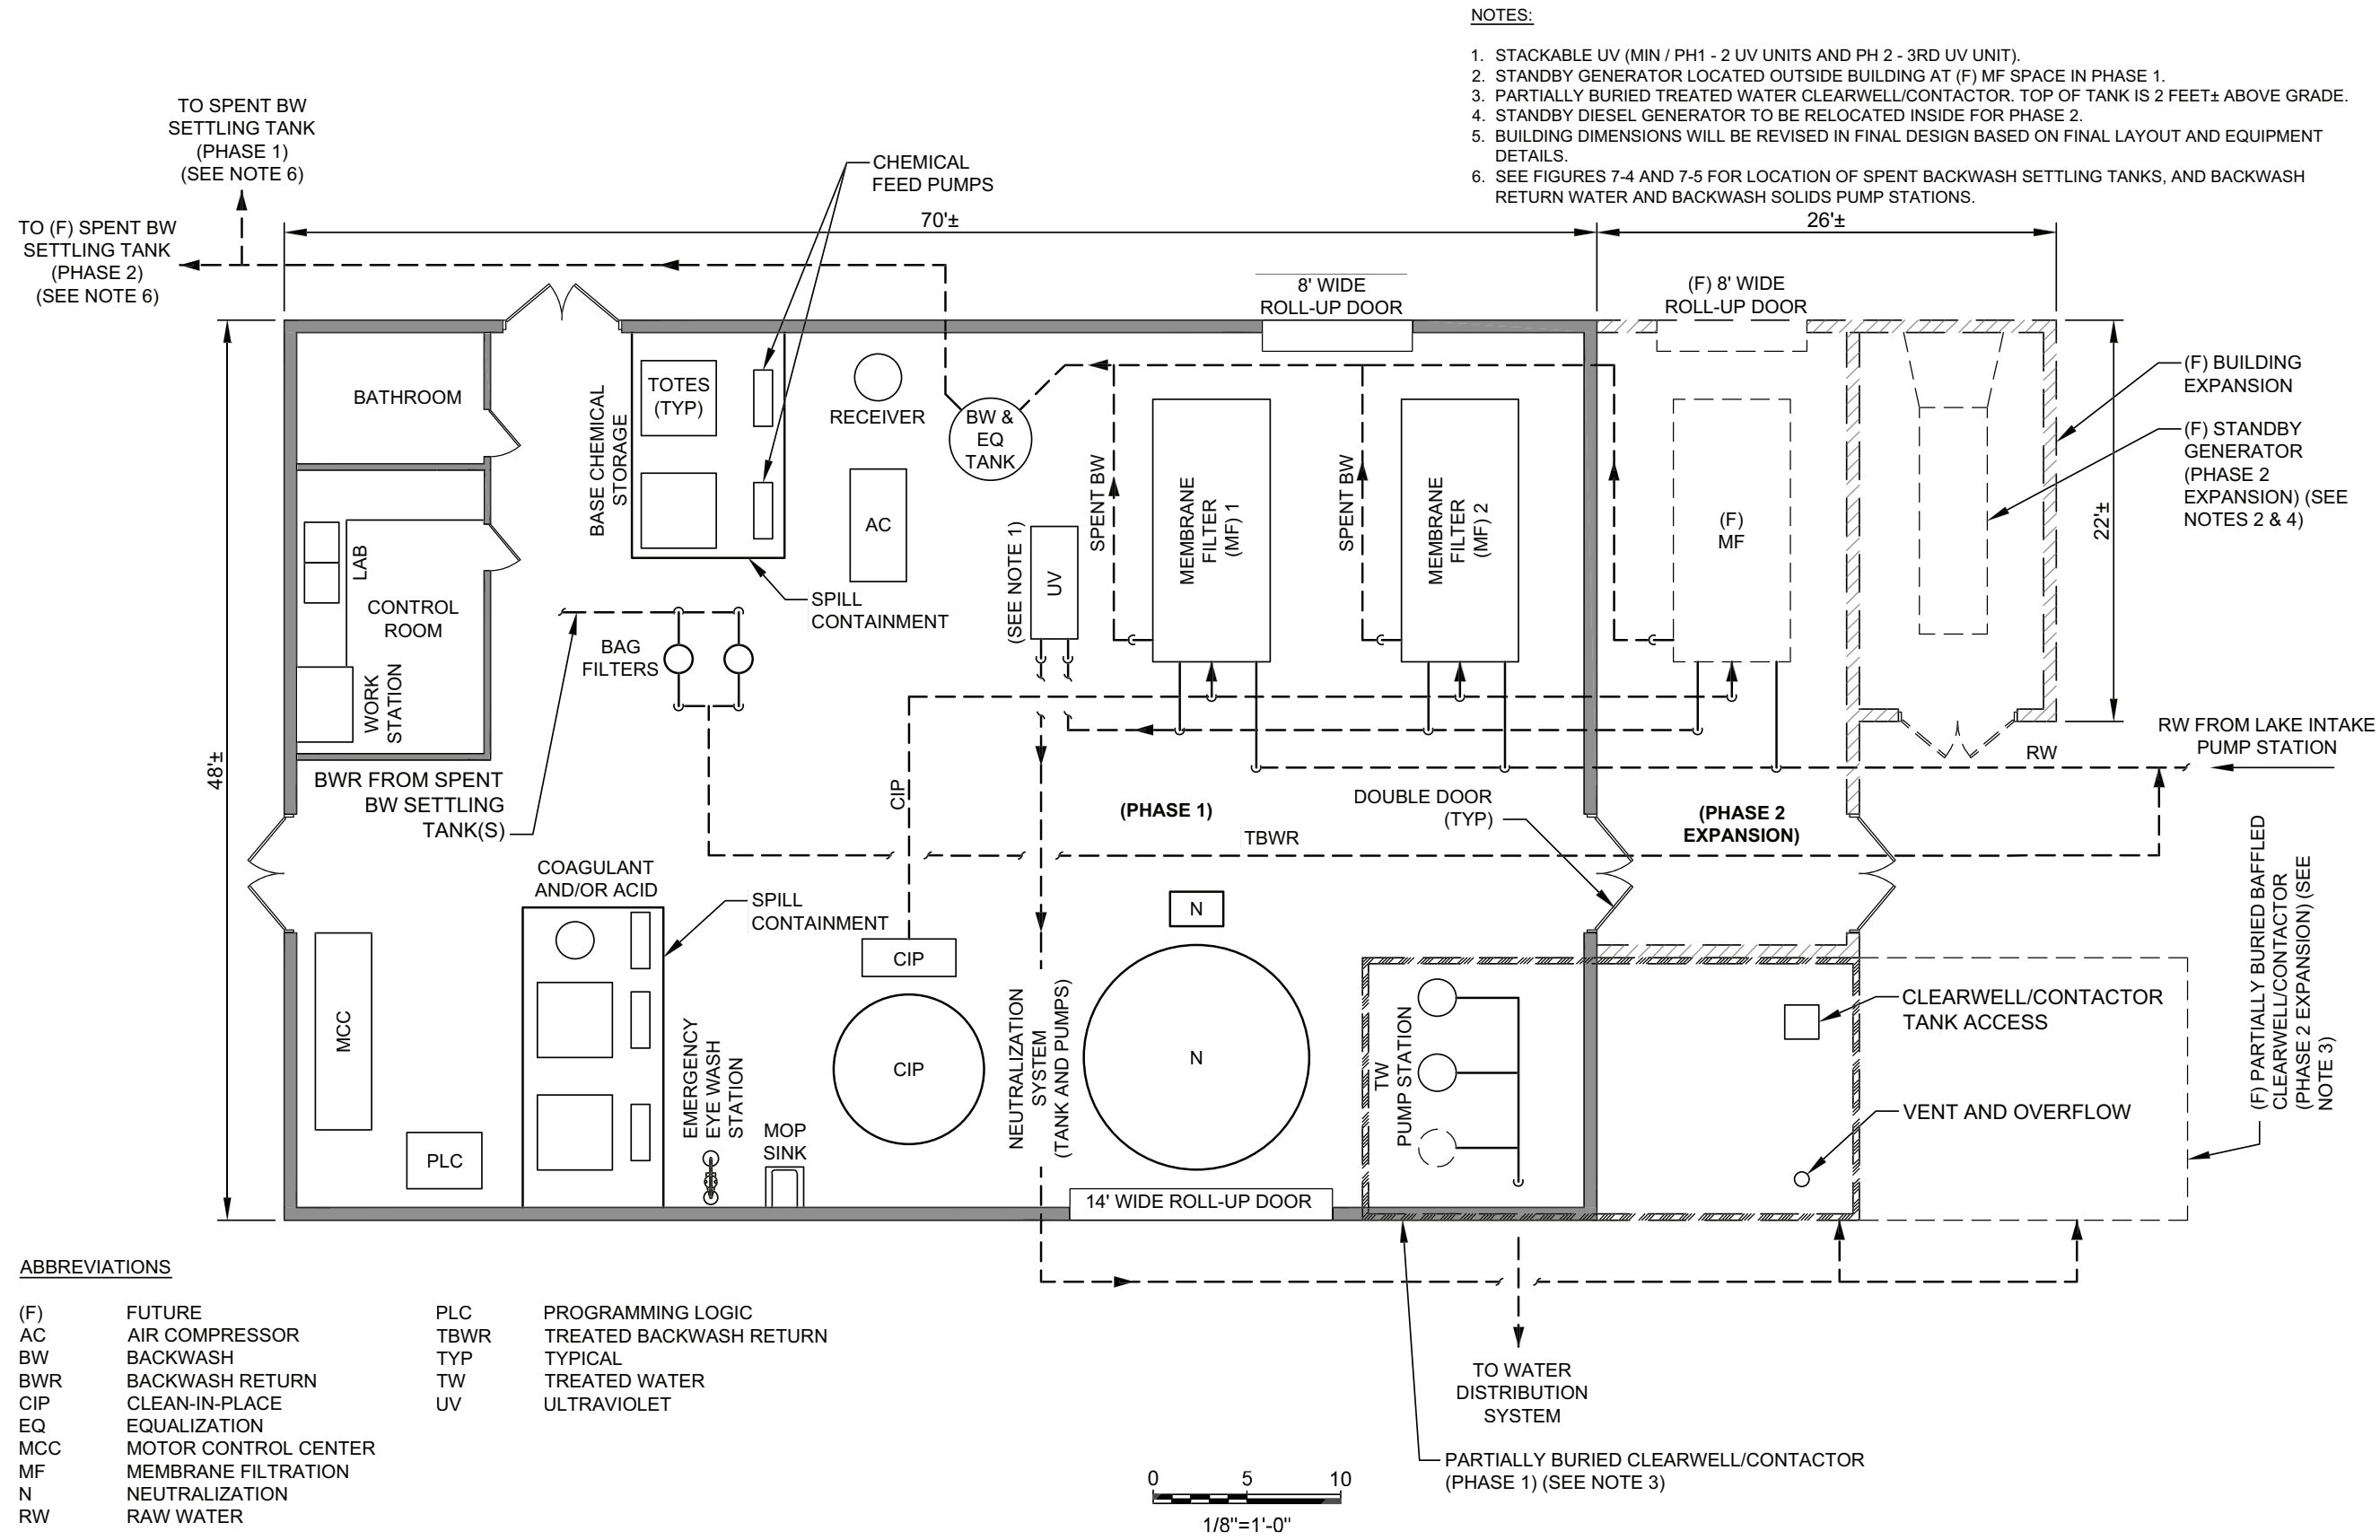 NOTES:
1. STACKABLE UV (MIN / PH1 - 2 UV UNITS AND PH 2 - 3RD UV UNIT).
2. STANDBY GENERATOR LOCATED OUTSIDE BUILDING AT (F) MF SPACE IN PHASE 1.
3. PARTIALLY BURIED TREATED WATER CLEARWELL/CONTACTOR. TOP OF TANK IS 2 FEET± ABOVE GRADE.
4. STANDBY DIESEL GENERATOR TO BE RELOCATED INSIDE FOR PHASE 2.
5. BUILDING DIMENSIONS WILL BE REVISED IN FINAL DESIGN BASED ON FINAL LAYOUT AND EQUIPMENT
DETAILS.
6. SEE FIGURES 7-4 AND 7-5 FOR LOCATION OF SPENT BACKWASH SETTLING TANKS, AND BACKWASH
RETURN WATER AND BACKWASH SOLIDS PUMP STATIONS.
TO SPENT BW
SETTLING TANK
(PHASE 1)
(SEE NOTE 6)
TO (F) SPENT BW
SETTLING TANK
(PHASE 2)
(SEE NOTE 6)
CHEMICAL
FEED PUMPS
70'±
26'±
8' WIDE
ROLL-UP DOOR
(F) 8' WIDE
ROLL-UP DOOR
BATHROOM
BASE CHEMICAL
STORAGE
TOTES
(TYP)
RECEIVER
BW &
EQ
TANK
SPENT BW
MEMBRANE
FILTER
(MF) 1
SPENT BW
MEMBRANE
FILTER
(MF) 2
(F)
MF
(F) BUILDING
EXPANSION
(F) STANDBY
GENERATOR
(PHASE 2
EXPANSION) (SEE
NOTES 2 & 4)
22'±
AC
(SEE NOTE 1)
UV
LAB
CONTROL
ROOM
WORK
STATION
SPILL
CONTAINMENT
BAG
FILTERS
48'±
BWR FROM SPENT
BW SETTLING
TANK(S)
CIP
(PHASE 1)
DOUBLE DOOR
(TYP)
(PHASE 2
EXPANSION)
RW
RW FROM LAKE INTAKE
PUMP STATION
TBWR
COAGULANT
AND/OR ACID
SPILL
CONTAINMENT
N
CIP
(F) PARTIALLY BURIED BAFFLED
CLEARWELL/CONTACTOR
(PHASE 2 EXPANSION) (SEE
NOTE 3)
MCC
PLC
EMERGENCY
EYE WASH
STATION
MOP
SINK
CIP
NEUTRALIZATION
SYSTEM
(TANK AND PUMPS)
N
TW
PUMP STATION
CLEARWELL/CONTACTOR
TANK ACCESS
VENT AND OVERFLOW
14' WIDE ROLL-UP DOOR
TO WATER
DISTRIBUTION
SYSTEM
PARTIALLY BURIED CLEARWELL/CONTACTOR
(PHASE 1) (SEE NOTE 3)
ABBREVIATIONS
(F) FUTURE
AC AIR COMPRESSOR
BW BACKWASH
BWR BACKWASH RETURN
CIP CLEAN-IN-PLACE
EQ EQUALIZATION
MCC MOTOR CONTROL CENTER
MF MEMBRANE FILTRATION
N NEUTRALIZATION
RW RAW WATER
PLC PROGRAMMING LOGIC
TBWR TREATED BACKWASH RETURN
TYP TYPICAL
TW TREATED WATER
UV ULTRAVIOLET
0 5 10
1/8"=1'-0"